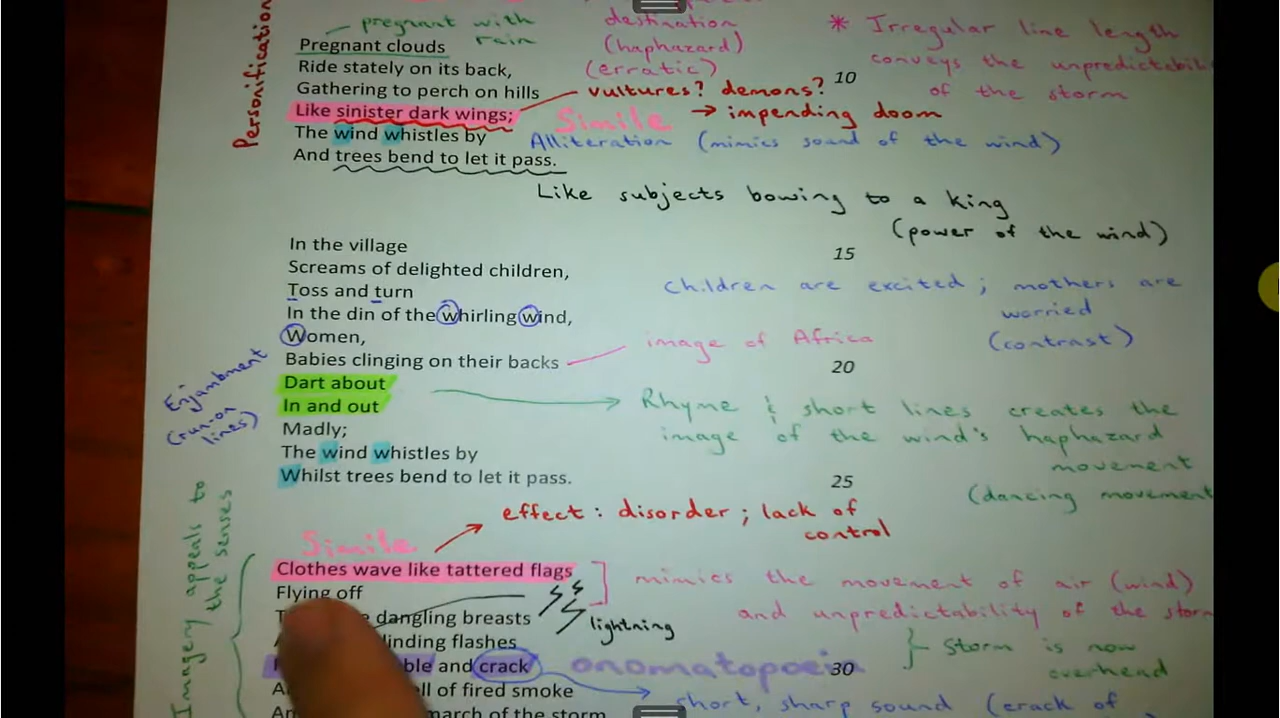 Personification
pregnant with
rain
destination
(haphazard)
(erratic)
* Irregular line length
conveys the
of the storm
Pregnant clouds
Ride stately on its back,
10
Gathering to perch on hills
vultures? demons?
Like sinister dark wings;
Simile
→ impending doom
The wind whistles by
Alliteration (mimics sound of the wind)
And trees bend to let it pass.
Like subjects bowing to a king
(power of the wind)
In the village
15
Screams of delighted children,
Toss and turn
children are excited ; mothers are
worried
(contrast)
In the din of the whirling wind,
Women,
Babies clinging on their backs
image of Africa
20
Enjambment
(run-on
lines)
Dart about
In and out
Rhyme & short lines creates the
image of the wind's haphazard
movement
(dancing movement
Madly;
The wind whistles by
Whilst trees bend to let it pass.
25
effect : disorder ; lack of
control
Imagery appeals to
the senses
Simile
Clothes wave like tattered flags
mimics the movement of air (wind)
and unpredictability of the storm
Flying off
dangling breasts
lightning
flashes
Storm is now
overhead
and crack
onomatopoeia
30
of fired smoke
short, sharp sound (crack of
march of the storm.